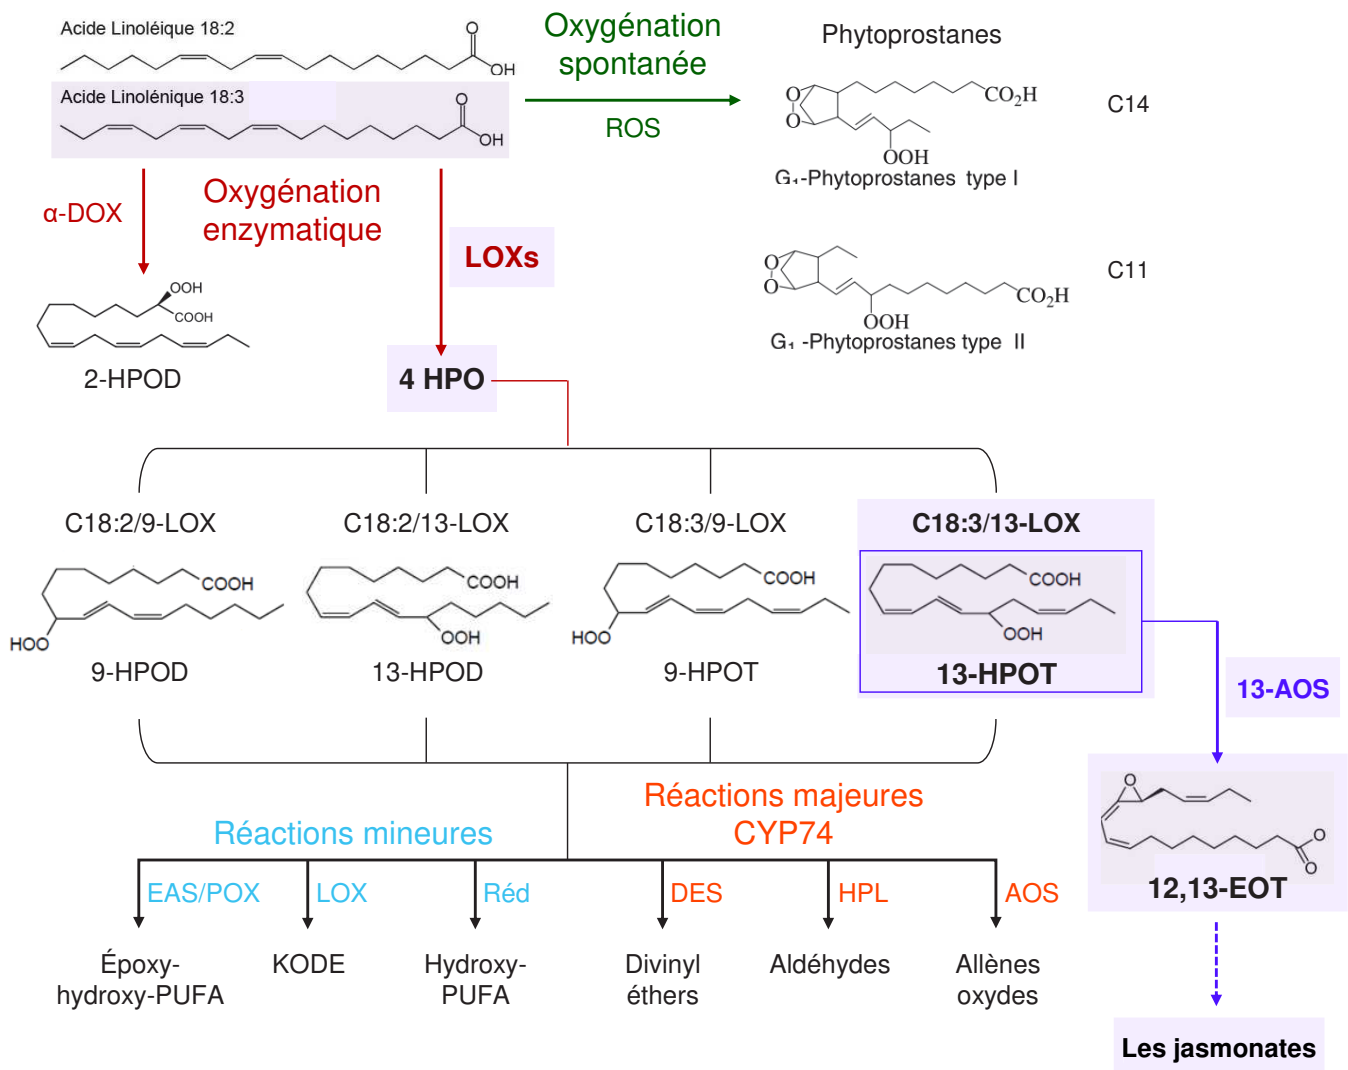 Acide Linoléique 18:2
O
OH
Acide Linolénique 18:3
O
OH
Oxygénation
spontanée
ROS
Phytoprostanes
O
O
CO2H
OOH
C14
G1-Phytoprostanes type I
α-DOX
Oxygénation
enzymatique
LOXs
O
O
CO2H
OOH
C11
G1 -Phytoprostanes type II
OOH
COOH
2-HPOD
4 HPO
C18:2/9-LOX
C18:2/13-LOX
C18:3/9-LOX
C18:3/13-LOX
COOH
HOO
COOH
OOH
COOH
HOO
COOH
OOH
9-HPOD
13-HPOD
9-HPOT
13-HPOT
13-AOS
Réactions mineures
Réactions majeures
CYP74
O
O
O
12,13-EOT
EAS/POX
LOX
Réd
DES
HPL
AOS
Époxy-
hydroxy-PUFA
KODE
Hydroxy-
PUFA
Divinyl
éthers
Aldéhydes
Allènes
oxydes
Les jasmonates